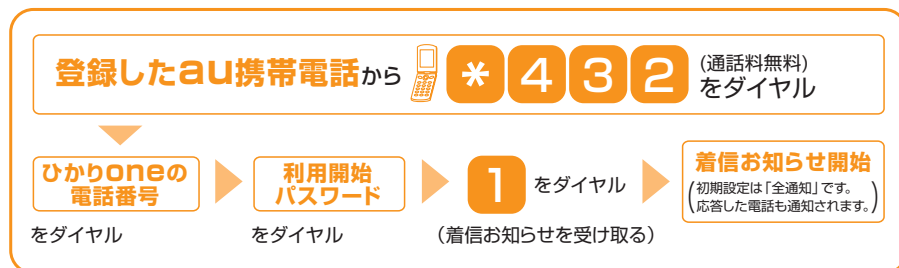 登録したau携帯電話から *432 (通話料無料)
をダイヤル
ひかりoneの
電話番号
をダイヤル
利用開始
パスワード
をダイヤル
1 をダイヤル
(着信お知らせを受け取る)
着信お知らせ開始
(初期設定は「全通知」です。
応答した電話も通知されます。)